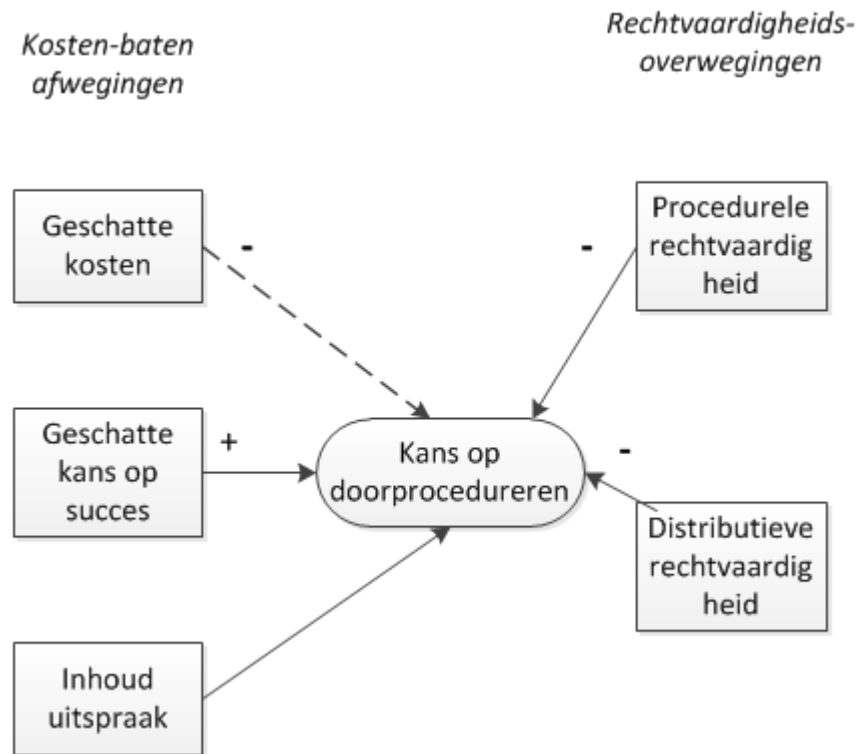 Kosten-baten
afwegingen
Rechtvaardigheids-
overwegingen
Geschatte
kosten
-
-
Procedurele
rechtvaardig
heid
Geschatte
kans op
succes
+
Kans op
doorprocedureren
-
Distributieve
rechtvaardig
heid
Inhoud
uitspraak